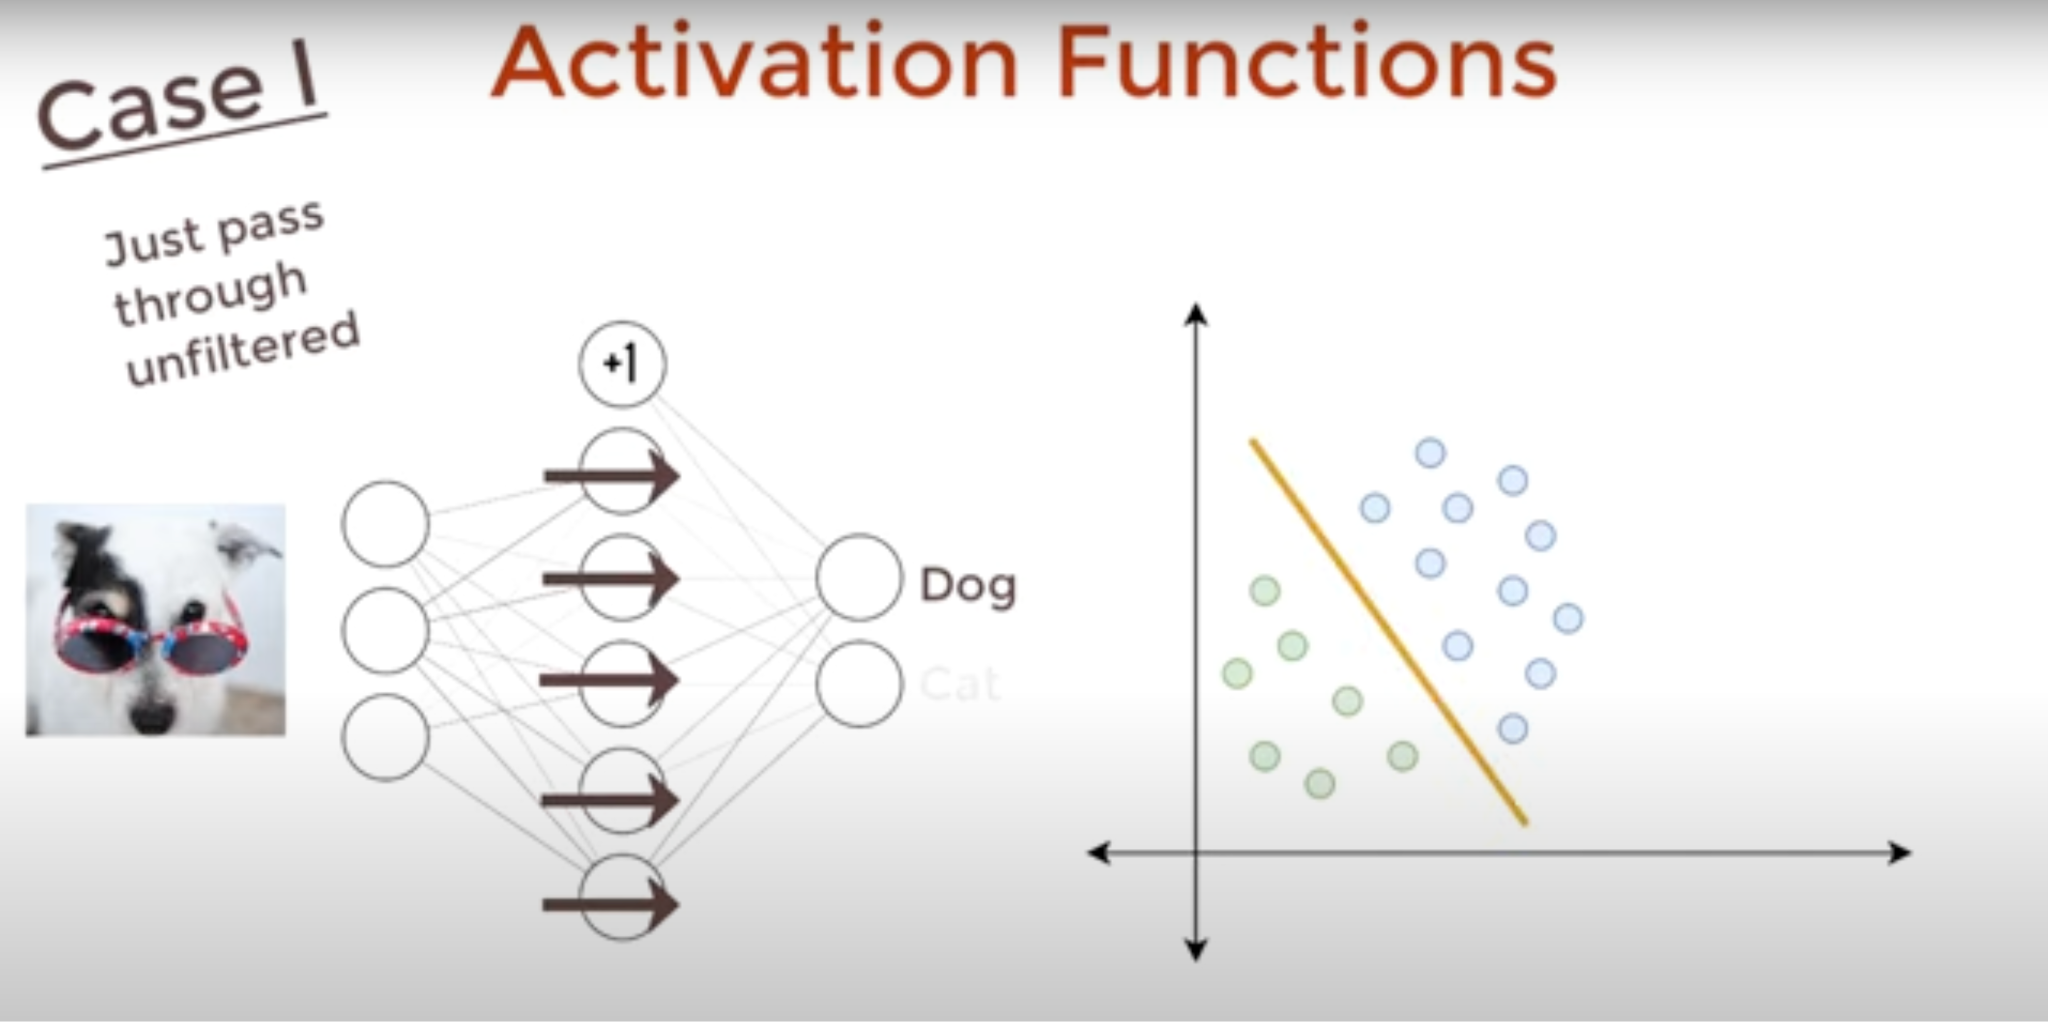 Activation Functions
Case I
Just pass
through
unfiltered
+1
Dog
Cat